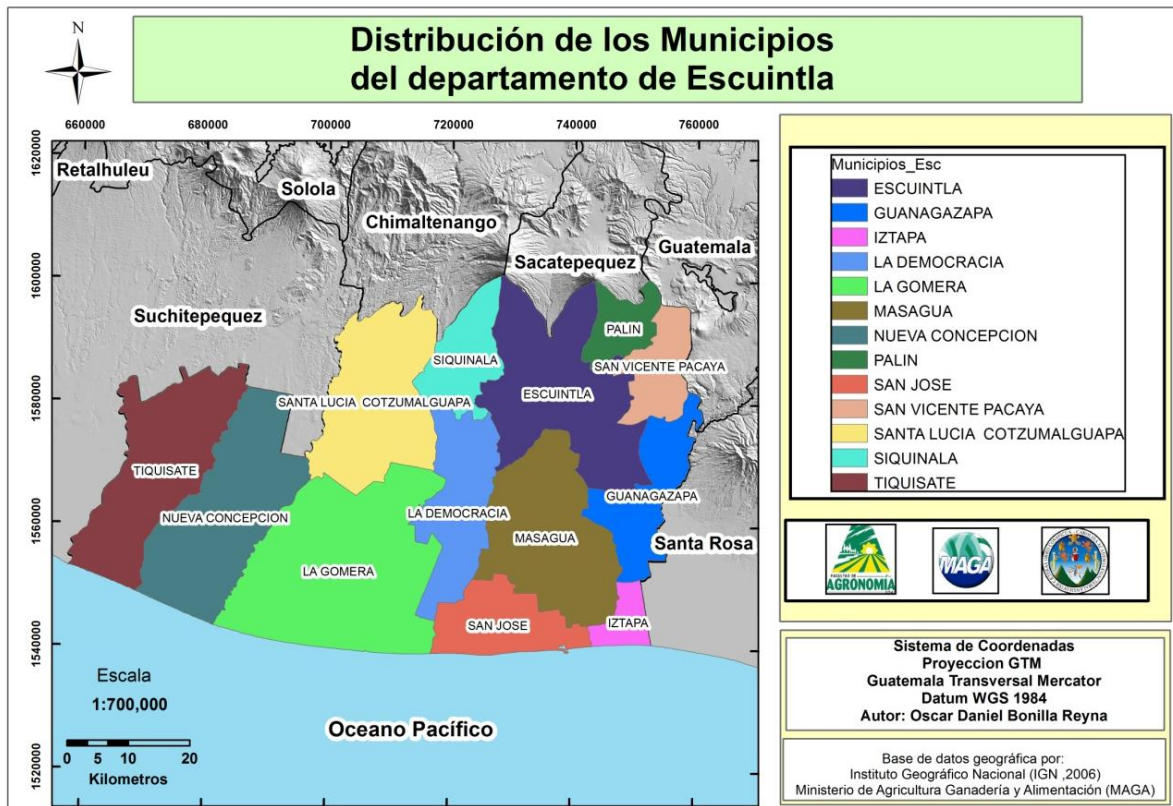 Distribución de los Municipios
del departamento de Escuintla
N
660000 680000 700000 720000 740000 760000
1620000
1600000
1580000
1560000
1540000
1520000
Retalhuleu
Solola
Chimaltenango
Guatemala
Sacatepequez
Suchitepequez
PALIN
SIQUINALA
SAN VICENTE PACAYA
ESCUINTLA
SANTA LUCIA COTZUMALGUAPA
TIQUISATE
GUANAGAZAPA
NUEVA CONCEPCION
LA DEMOCRACIA
MASAGUA
Santa Rosa
LA GOMERA
SAN JOSE
IZTAPA
Escala
1:700,000
Oceano Pacífico
0 5 10 20
Kilometros
Municipios_Esc
ESCUINTLA
GUANAGAZAPA
IZTAPA
LA DEMOCRACIA
LA GOMERA
MASAGUA
NUEVA CONCEPCION
PALIN
SAN JOSE
SAN VICENTE PACAYA
SANTA LUCIA COTZUMALGUAPA
SIQUINALA
TIQUISATE
FACULTAD DE
AGRONOMIA
MAGA
Sistema de Coordenadas
Proyeccion GTM
Guatemala Transversal Mercator
Datum WGS 1984
Autor: Oscar Daniel Bonilla Reyna
Base de datos geográfica por:
Instituto Geográfico Nacional (IGN ,2006)
Ministerio de Agricultura Ganadería y Alimentación (MAGA)